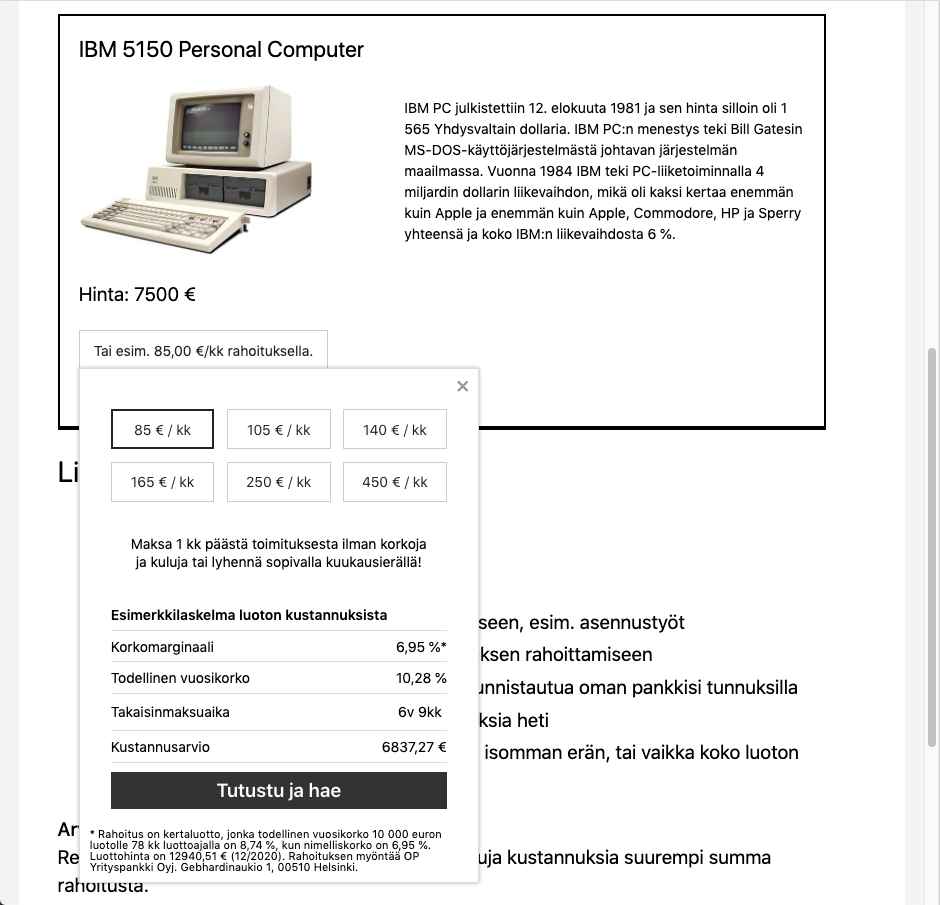 IBM 5150 Personal Computer
IBM PC julkistettiin 12. elokuuta 1981 ja sen hinta silloin oli 1
565 Yhdysvaltain dollaria. IBM PC:n menestys teki Bill Gatesin
MS-DOS-käyttöjärjestelmästä johtavan järjestelmän
maailmassa. Vuonna 1984 IBM teki PC-liiketoiminnalla 4
miljardin dollarin liikevaihdon, mikä oli kaksi kertaa enemmän
kuin Apple ja enemmän kuin Apple, Commodore, HP ja Sperry
yhteensä ja koko IBM:n liikevaihdosta 6 %.
Hinta: 7500 €
Tai esim. 85,00 €/kk rahoituksella.
×
85 € / kk
105 € / kk
140 € / kk
165 € / kk
250 € / kk
450 € / kk
Li
Maksa 1 kk päästä toimituksesta ilman korkoja
ja kuluja tai lyhennä sopivalla kuukausierällä!
Esimerkkilaskelma luoton kustannuksista
Korkomarginaali 6,95 %*
Todellinen vuosikorko 10,28 %
Takaisinmaksuaika 6v 9kk
Kustannusarvio 6837,27 €
Tutustu ja hae
* Rahoitus on kertaluotto, jonka todellinen vuosikorko 10 000 euron
luotolle 78 kk luottoajalla on 8,74 %, kun nimelliskorko on 6,95 %.
Luottohinta on 12940,51 € (12/2020). Rahoituksen myöntää OP
Yrityspankki Oyj. Gebhardinaukio 1, 00510 Helsinki.
seen, esim. asennustyöt
ksen rahoittamiseen
unnistautua oman pankkisi tunnuksilla
ksia heti
isomman erän, tai vaikka koko luoton
Ar
Re uja kustannuksia suurempi summa
rahoitusta.